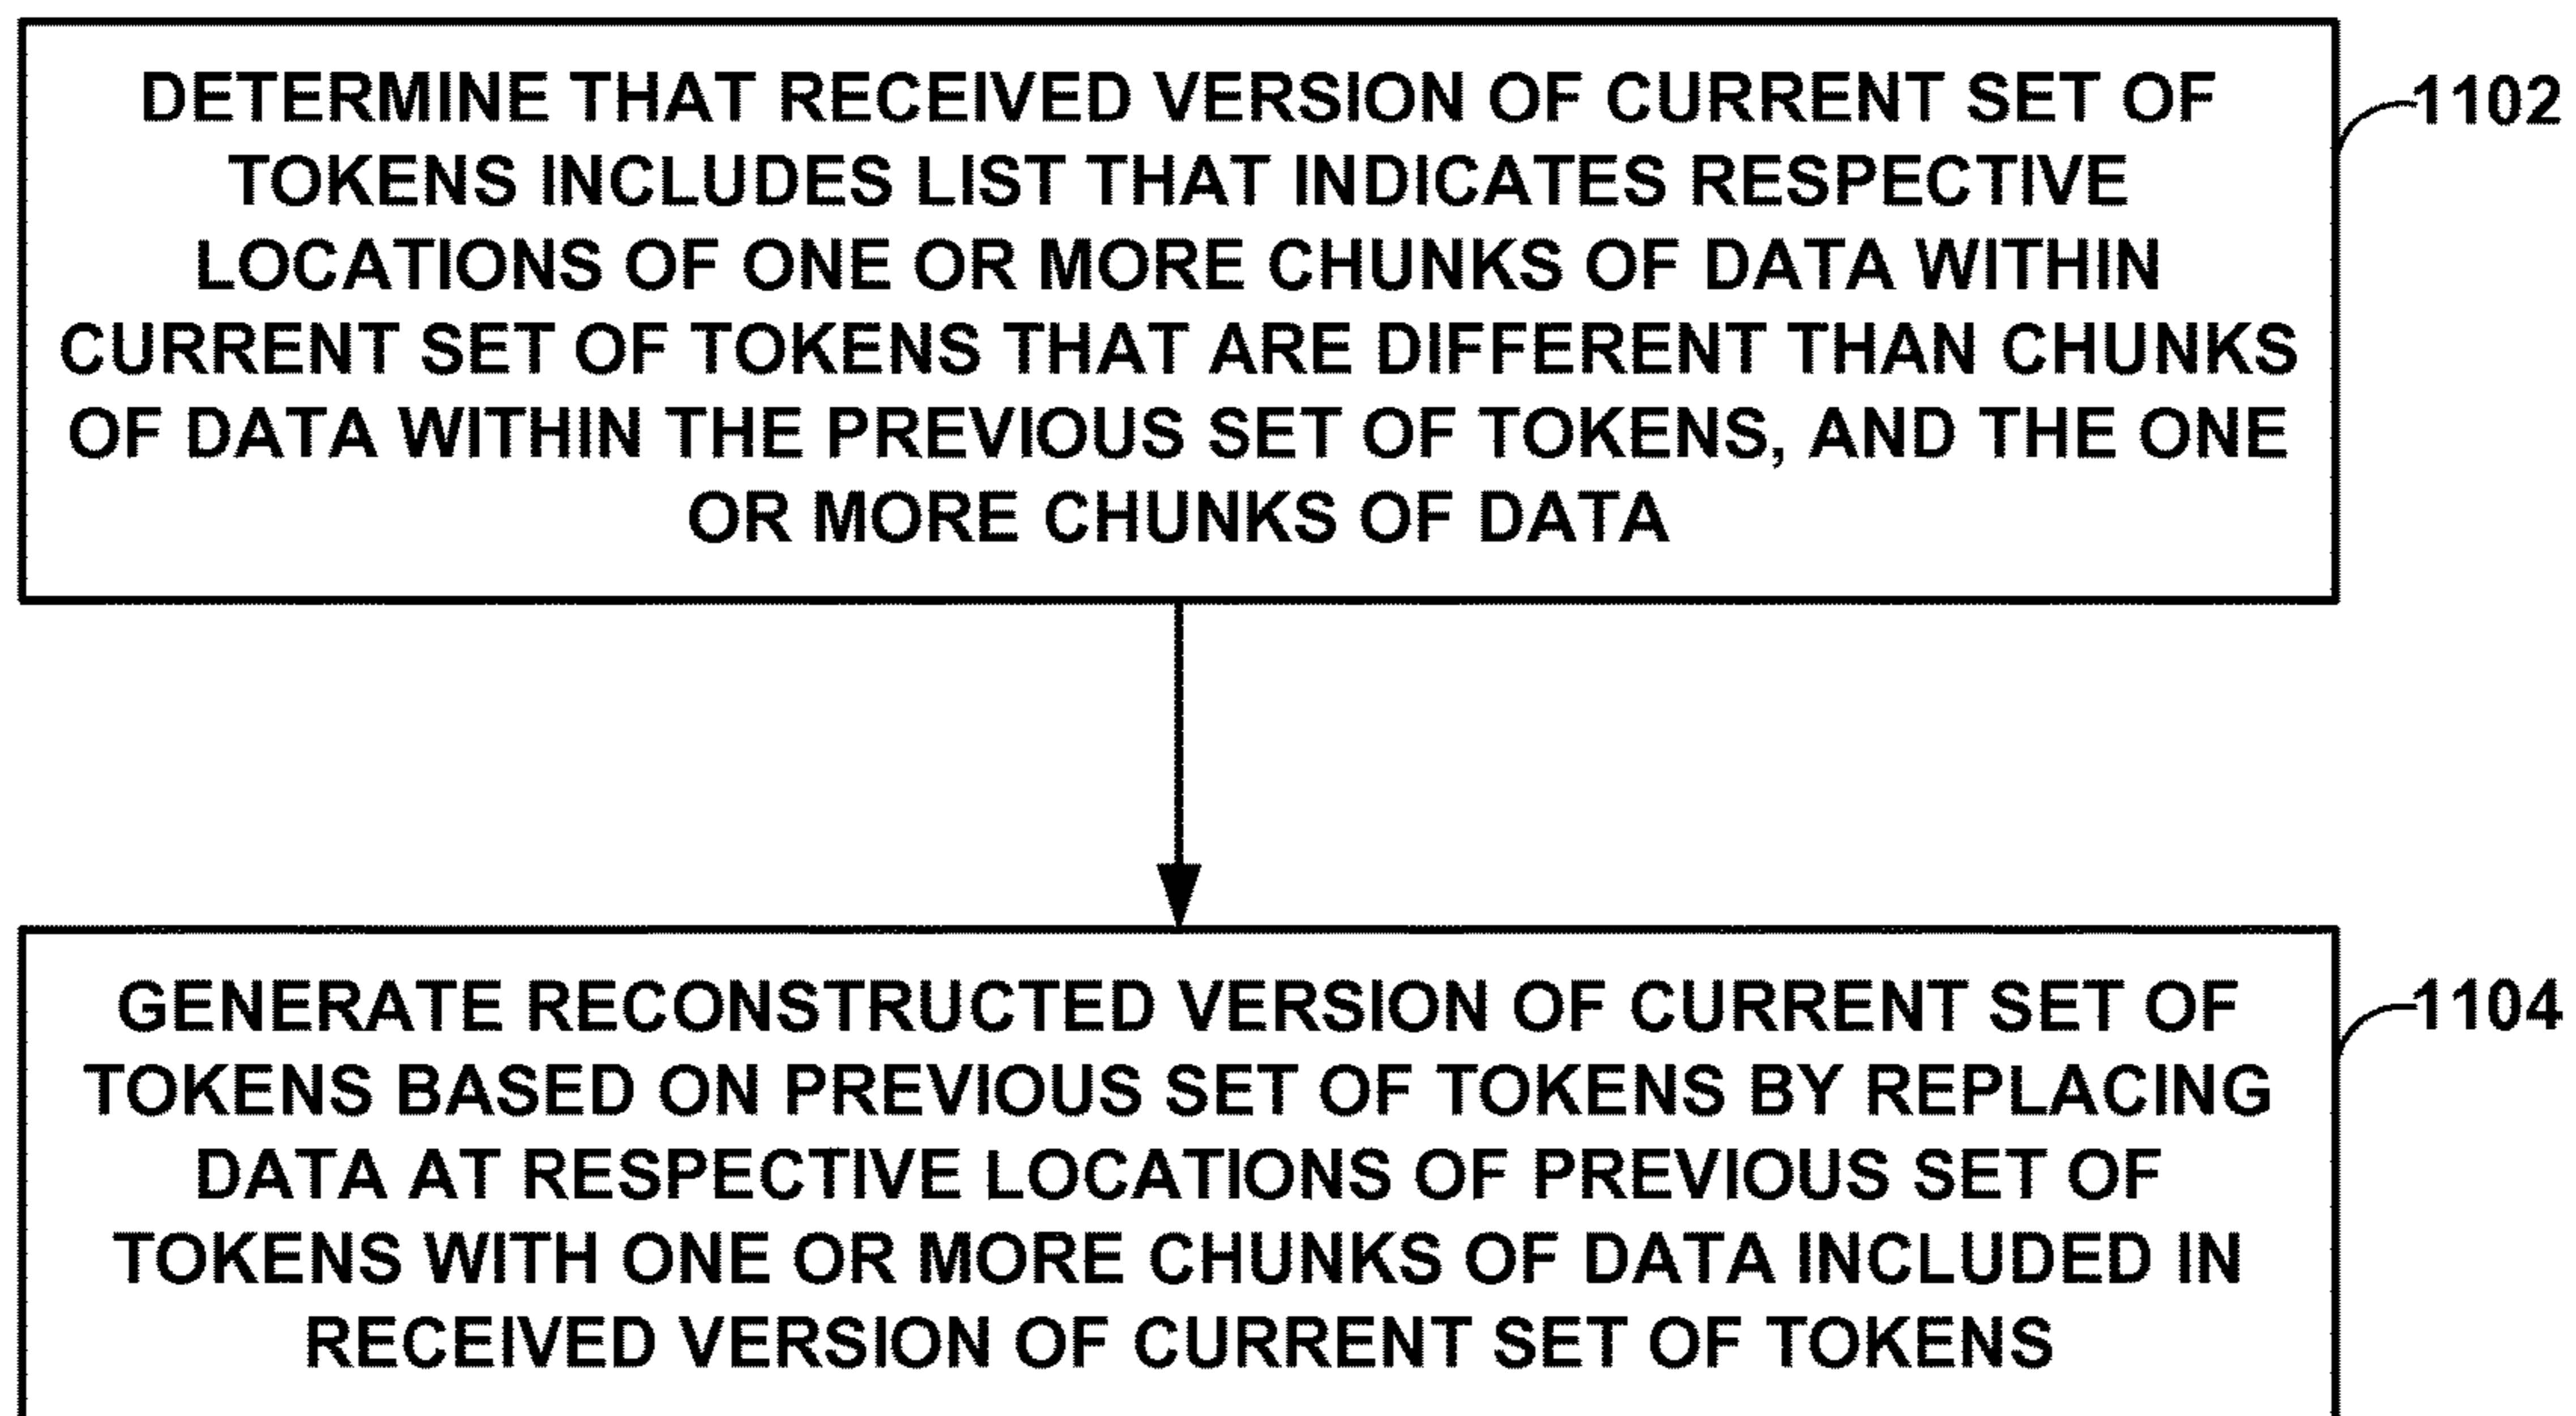 DETERMINE THAT RECEIVED VERSION OF CURRENT SET OF
TOKENS INCLUDES LIST THAT INDICATES RESPECTIVE
LOCATIONS OF ONE OR MORE CHUNKS OF DATA WITHIN
CURRENT SET OF TOKENS THAT ARE DIFFERENT THAN CHUNKS
OF DATA WITHIN THE PREVIOUS SET OF TOKENS, AND THE ONE
OR MORE CHUNKS OF DATA
1102
GENERATE RECONSTRUCTED VERSION OF CURRENT SET OF
TOKENS BASED ON PREVIOUS SET OF TOKENS BY REPLACING
DATA AT RESPECTIVE LOCATIONS OF PREVIOUS SET OF
TOKENS WITH ONE OR MORE CHUNKS OF DATA INCLUDED IN
RECEIVED VERSION OF CURRENT SET OF TOKENS
1104